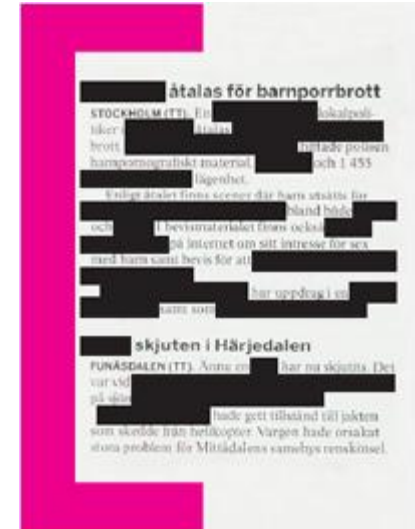 åtalas för barnporrbrott
STOCKHOLM (TT). En lokalpoli-
tiker åtalas
brott. hittade polisen
barnpornografiskt material, och 1 455
lägenhet.
Enligt åtalet finns scener där barn utsätts för
bland både
och I bevismaterialet finns också
på internet om sitt intresse för sex
med barn samt bevis för att
har uppdrag i en
samt som
skjuten i Härjedalen
FUNÄSDALEN (TT). Ännu en har nu skjutits. Det
var vid
på sjön
hade gett tillstånd till jakten
som skedde från helikopter. Vargen hade orsakat
stora problem för Mittådalens samebys renskötsel.